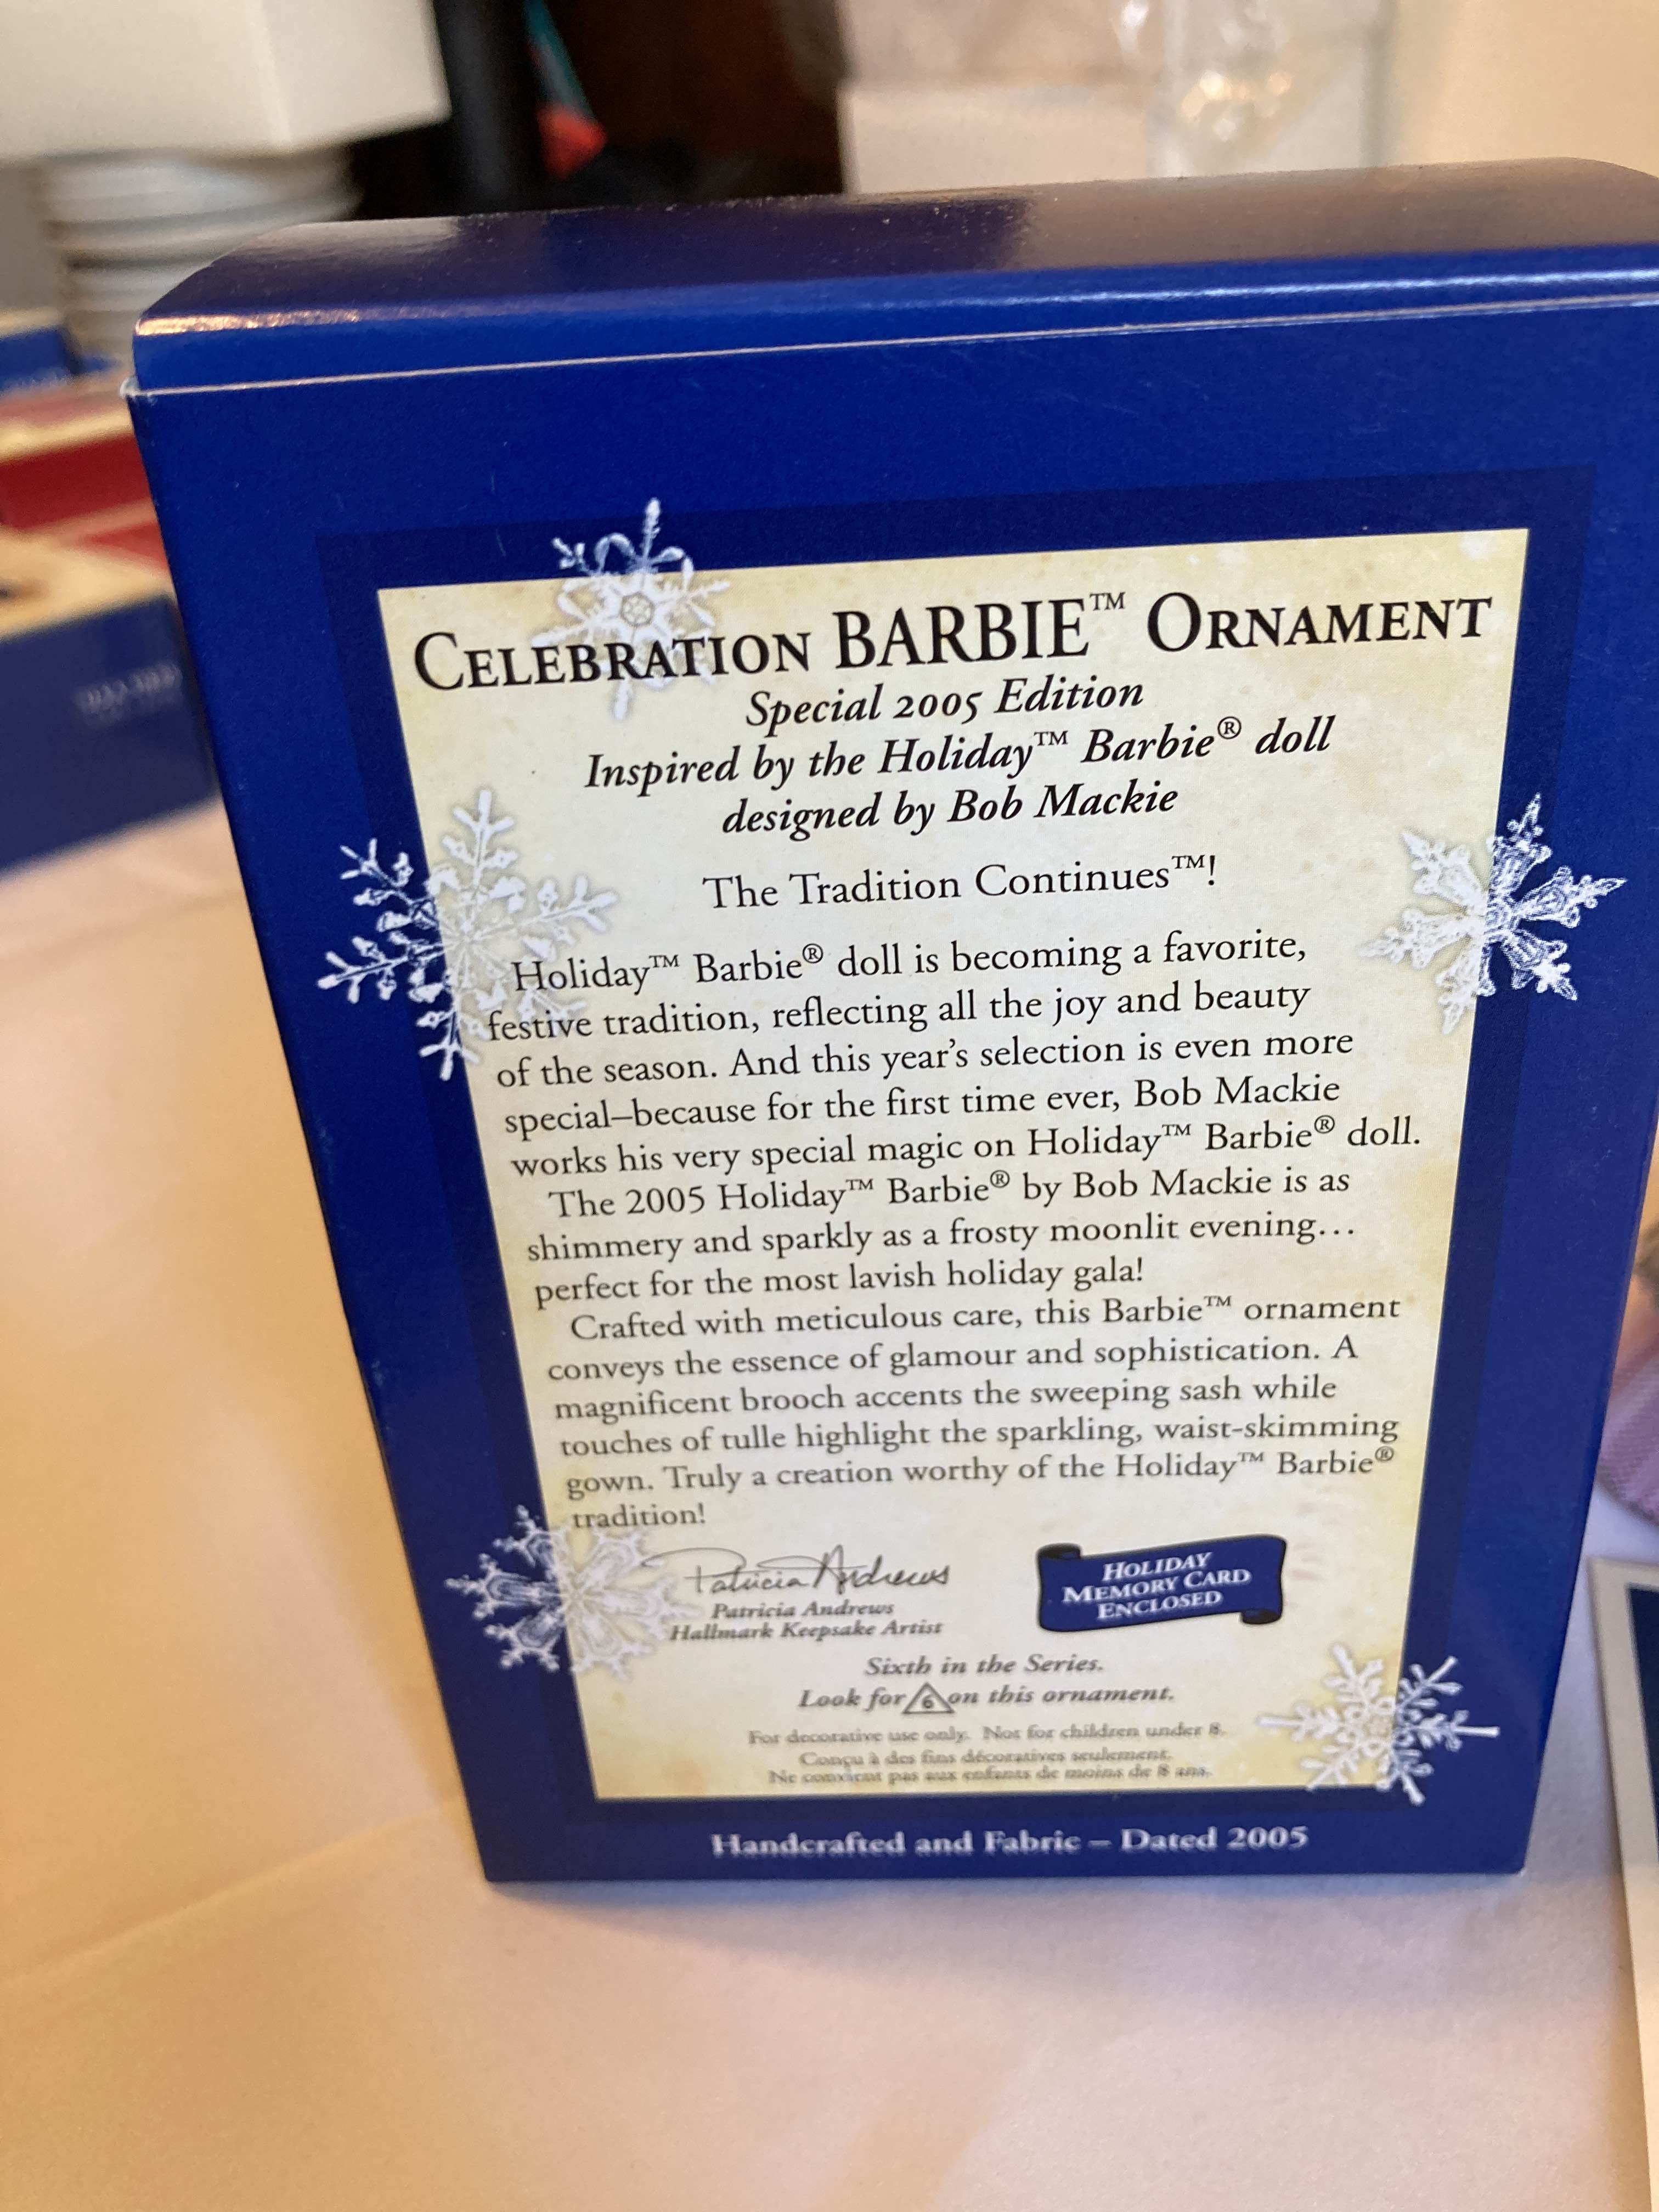 CELEBRATION BARBIE™ ORNAMENT
Special 2005 Edition
Inspired by the Holiday™ Barbie® doll
designed by Bob Mackie
The Tradition Continues™!
Holiday™ Barbie® doll is becoming a favorite,
festive tradition, reflecting all the joy and beauty
of the season. And this year's selection is even more
special–because for the first time ever, Bob Mackie
works his very special magic on Holiday™ Barbie® doll.
The 2005 Holiday™ Barbie® by Bob Mackie is as
shimmery and sparkly as a frosty moonlit evening…
perfect for the most lavish holiday gala!
Crafted with meticulous care, this Barbie™ ornament
conveys the essence of glamour and sophistication. A
magnificent brooch accents the sweeping sash while
touches of tulle highlight the sparkling, waist-skimming
gown. Truly a creation worthy of the Holiday™ Barbie®
tradition!
Patricia Andrews
Patricia Andrews
Hallmark Keepsake Artist
HOLIDAY
MEMORY CARD
ENCLOSED
Sixth in the Series.
Look for 6 on this ornament.
For decorative use only. Not for children under 8.
Conçu à des fins décoratives seulement.
Ne convient pas aux enfants de moins de 8 ans.
Handcrafted and Fabric – Dated 2005